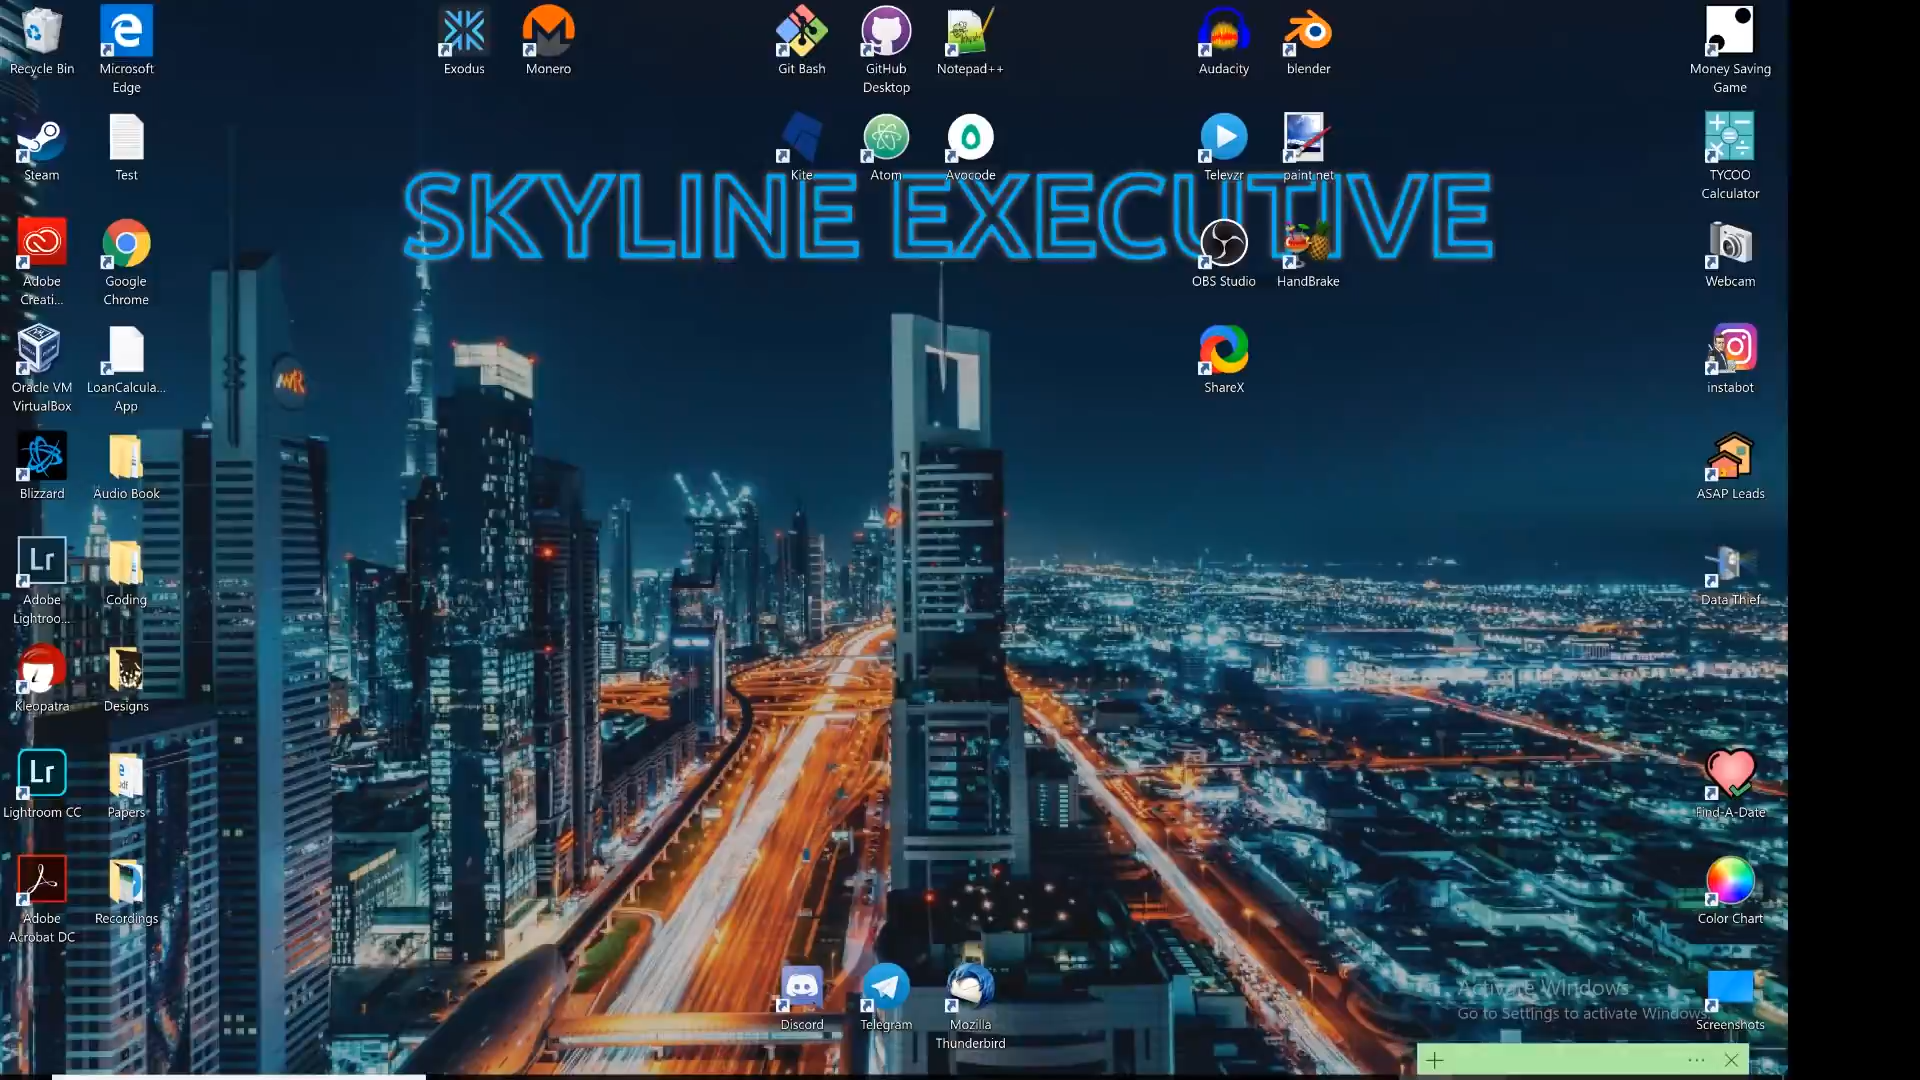 Recycle Bin
Microsoft
Edge
Exodus
Monero
Git Bash
GitHub
Desktop
Notepad++
Audacity
blender
Money Saving
Game
Steam
Test
Kite
Atom
Avocode
Televzr
paint.net
TYCOO
Calculator
SKYLINE EXECUTIVE
Adobe
Creati...
Google
Chrome
OBS Studio
HandBrake
Webcam
Oracle VM
VirtualBox
LoanCalcula...
App
ShareX
instabot
Blizzard
Audio Book
ASAP Leads
Lr
Adobe
Lightroo...
Coding
Data Thief
Kleopatra
Designs
Lr
Lightroom CC
Papers
Find-A-Date
Adobe
Acrobat DC
Recordings
Color Chart
Discord
Telegram
Mozilla
Thunderbird
Activate Windows
Go to Settings to activate Windows.
Screenshots